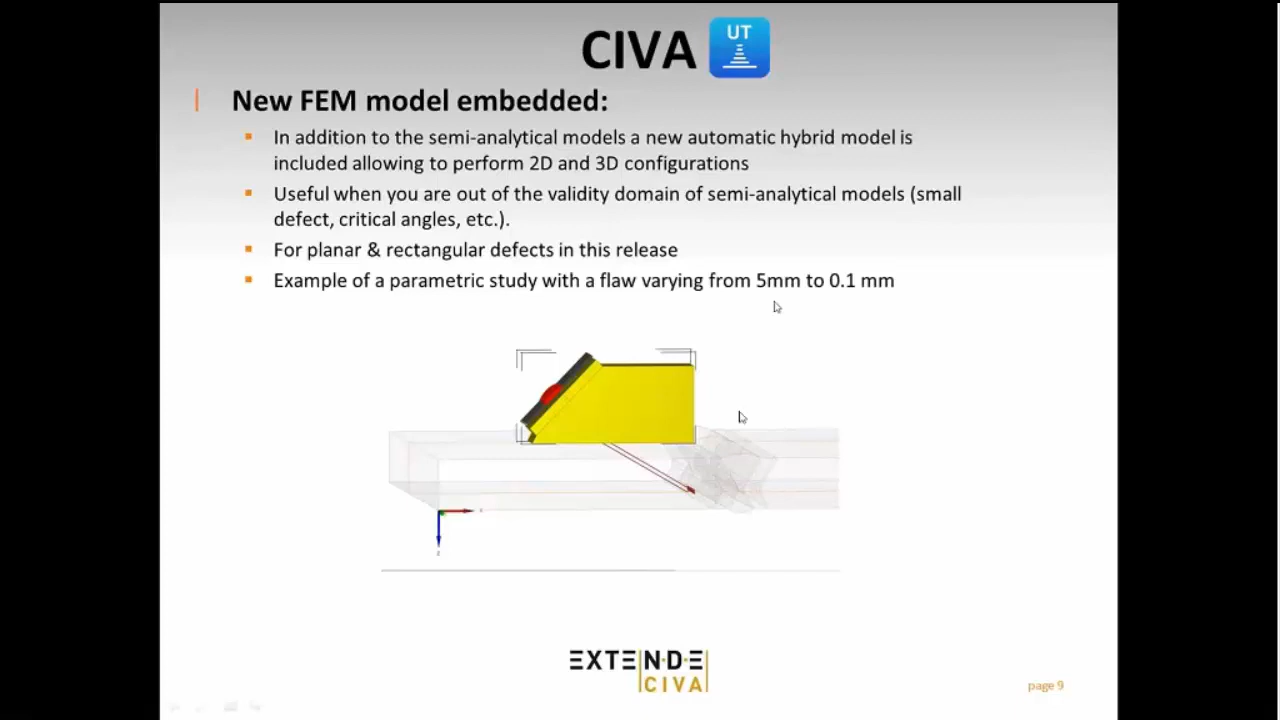 CIVA UT
New FEM model embedded:
In addition to the semi-analytical models a new automatic hybrid model is
included allowing to perform 2D and 3D configurations
Useful when you are out of the validity domain of semi-analytical models (small
defect, critical angles, etc.).
For planar & rectangular defects in this release
Example of a parametric study with a flaw varying from 5mm to 0.1 mm
EXTENDE
CIVA
page 9